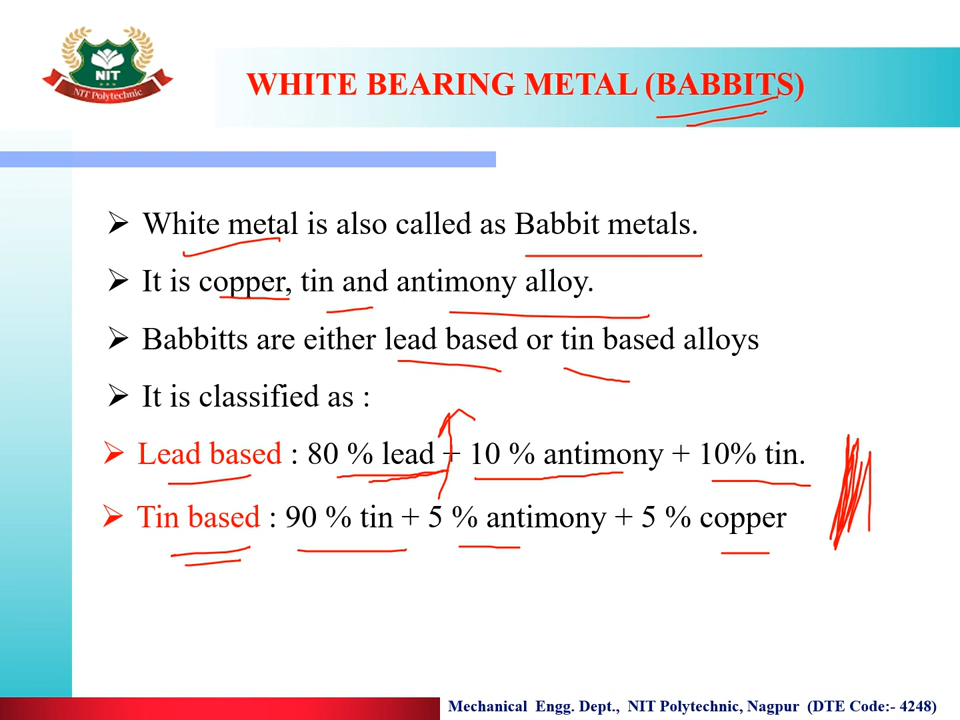 NIT
NIT Polytechnic
WHITE BEARING METAL (BABBITS)
White metal is also called as Babbit metals.
It is copper, tin and antimony alloy.
Babbitts are either lead based or tin based alloys
It is classified as :
Lead based : 80 % lead + 10 % antimony + 10% tin.
Tin based : 90 % tin + 5 % antimony + 5 % copper
Mechanical Engg. Dept., NIT Polytechnic, Nagpur (DTE Code:- 4248)